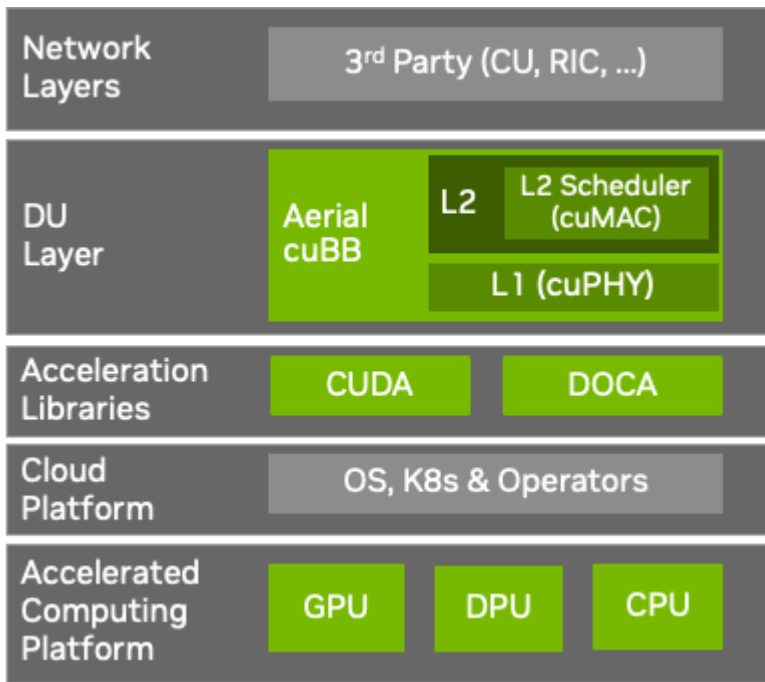 Network
Layers
3rd Party (CU, RIC, ...)
DU
Layer
Aerial
cuBB
L2
L2 Scheduler
(cuMAC)
L1 (cuPHY)
Acceleration
Libraries
CUDA
DOCA
Cloud
Platform
OS, K8s & Operators
Accelerated
Computing
Platform
GPU
DPU
CPU